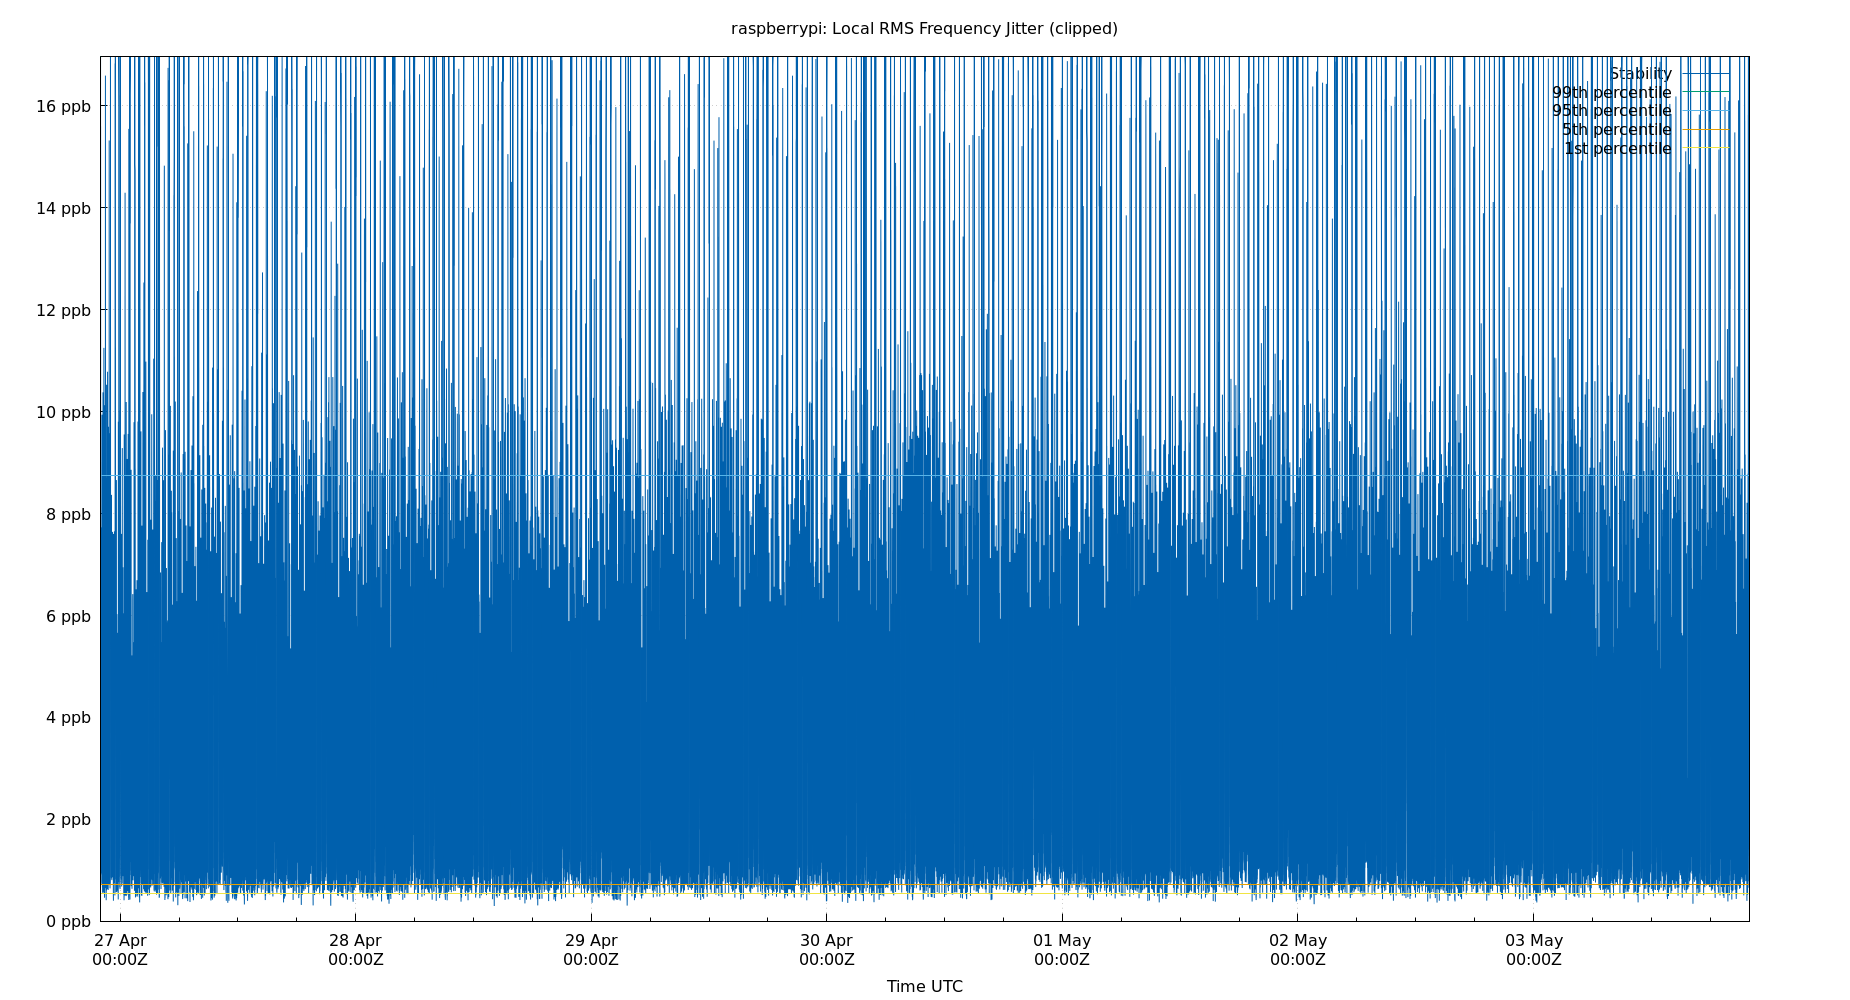 raspberrypi: Local RMS Frequency Jitter (clipped)
Stability
99th percentile
95th percentile
5th percentile
1st percentile
16 ppb
14 ppb
12 ppb
10 ppb
8 ppb
6 ppb
4 ppb
2 ppb
0 ppb
27 Apr 28 Apr 29 Apr 30 Apr 01 May 02 May 03 May
00:00Z 00:00Z 00:00Z 00:00Z 00:00Z 00:00Z 00:00Z
Time UTC